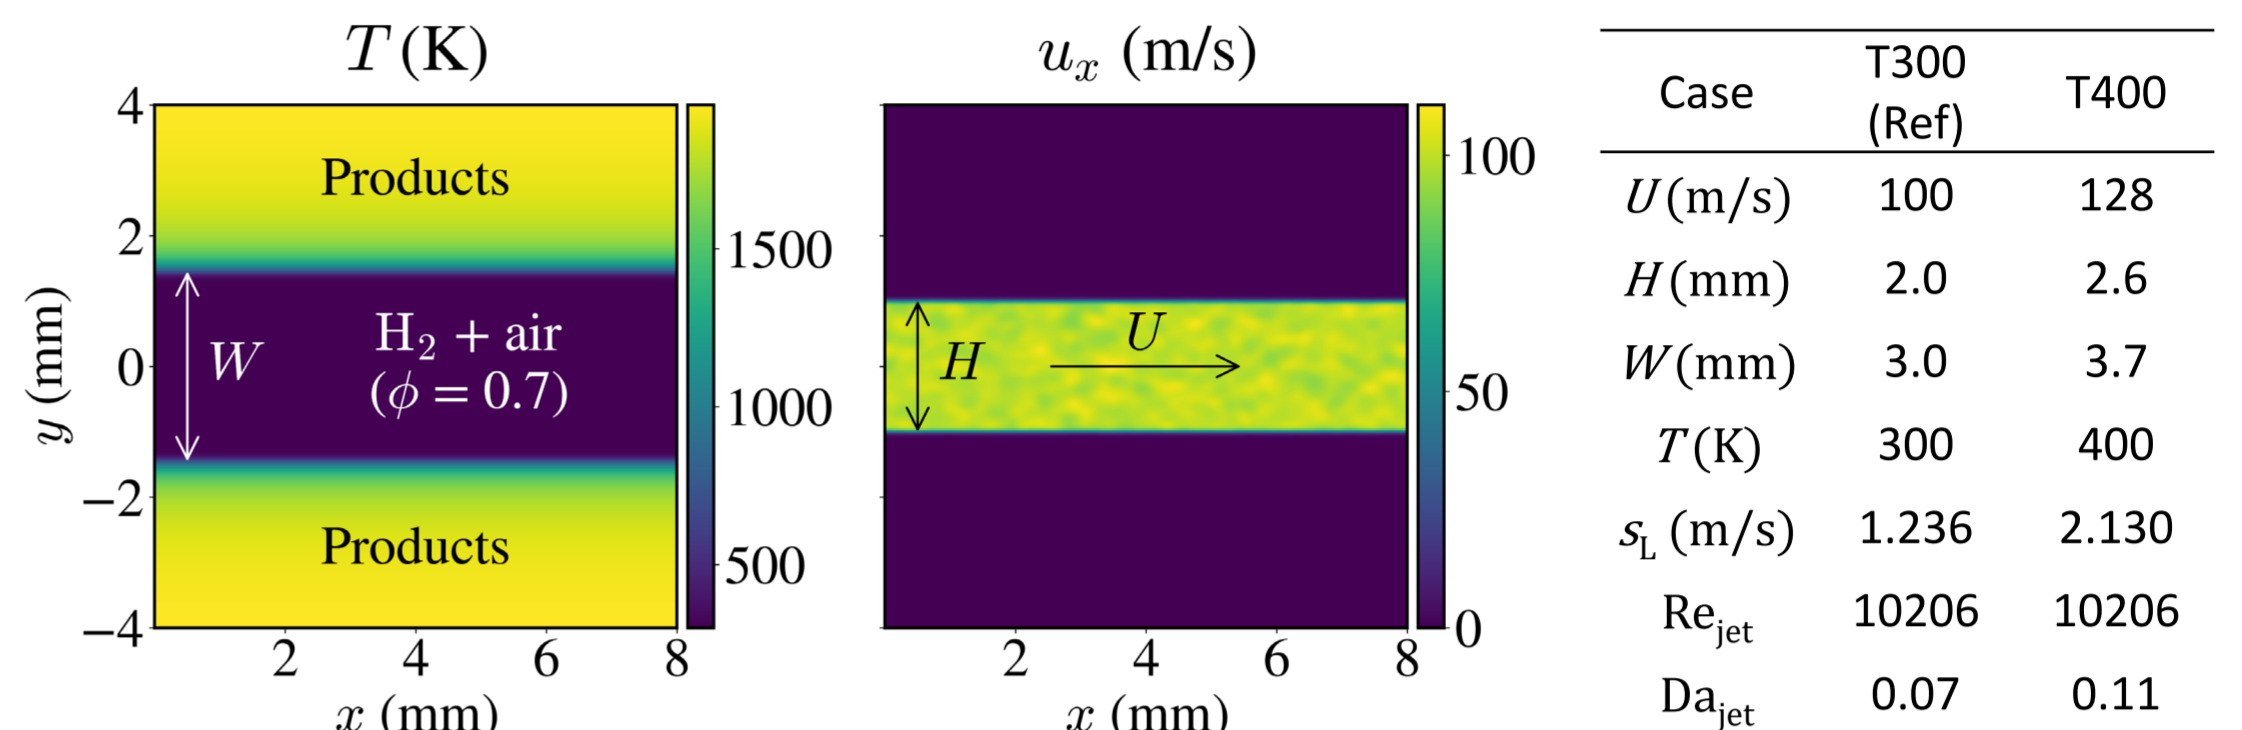 T (K)
4
2
0
−2
−4
y (mm)
Products
W
H₂ + air
(ϕ = 0.7)
Products
2 4 6 8
x (mm)
1500
1000
500
uₓ (m/s)
H
U
2 4 6 8
x (mm)
100
50
0
Case T300 (Ref) T400
U (m/s) 100 128
H (mm) 2.0 2.6
W (mm) 3.0 3.7
T (K) 300 400
s_L (m/s) 1.236 2.130
Re_jet 10206 10206
Da_jet 0.07 0.11